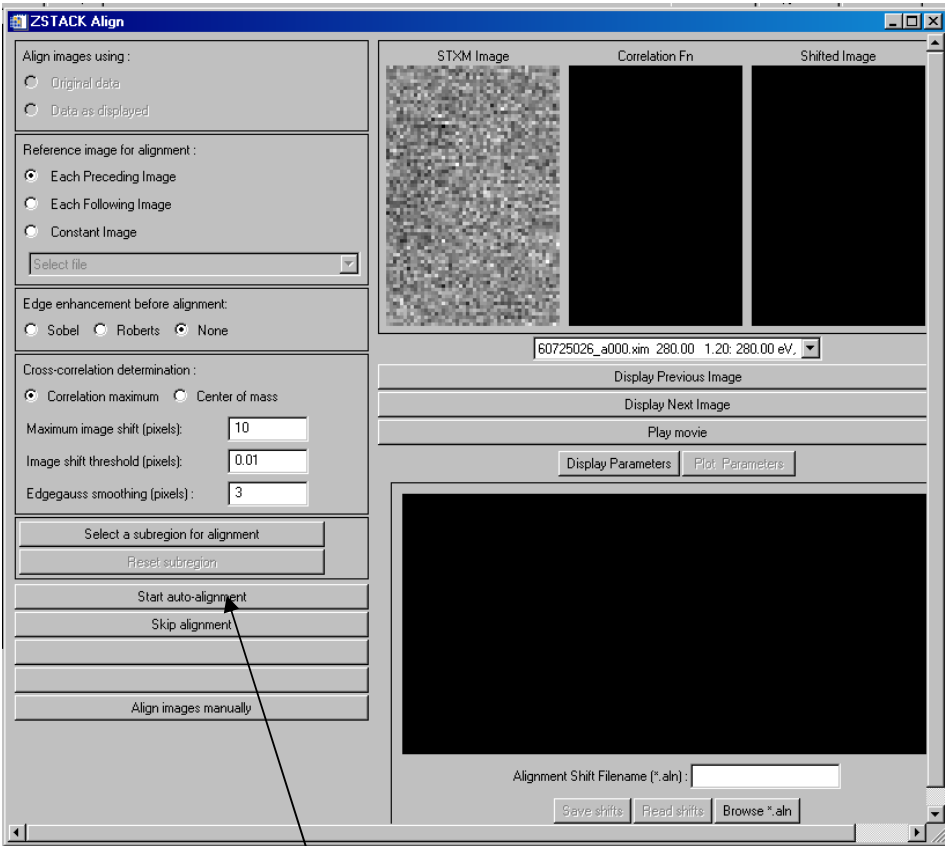 ZSTACK Align
Align images using :
Original data
Data as displayed
Reference image for alignment :
Each Preceding Image
Each Following Image
Constant Image
Select file
Edge enhancement before alignment:
Sobel Roberts None
Cross-correlation determination :
Correlation maximum Center of mass
Maximum image shift (pixels): 10
Image shift threshold (pixels): 0.01
Edgegauss smoothing (pixels) : 3
Select a subregion for alignment
Reset subregion
Start auto-alignment
Skip alignment
Align images manually
STXM Image Correlation Fn Shifted Image
60725026_a000.xim 280.00 1.20: 280.00 eV,
Display Previous Image
Display Next Image
Play movie
Display Parameters Plot Parameters
Alignment Shift Filename (*.aln) :
Save shifts Read shifts Browse *.aln